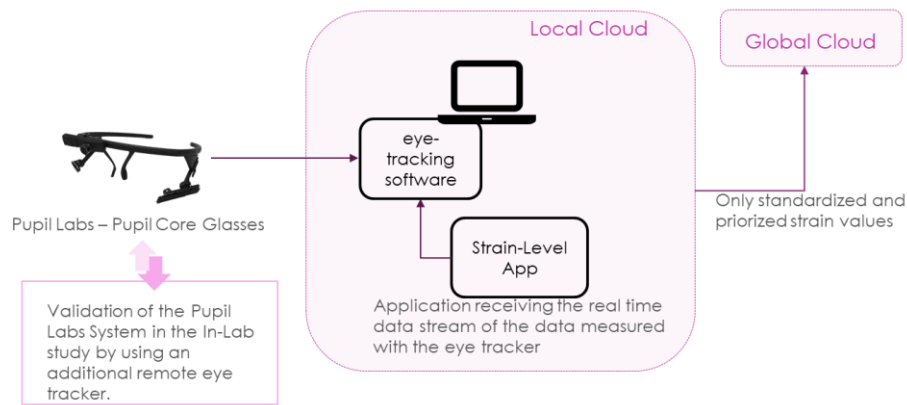 Local Cloud
Global Cloud
eye-
tracking
software
Pupil Labs – Pupil Core Glasses
Only standardized and
priorized strain values
Strain-Level
App
Application receiving the real time
data stream of the data measured
with the eye tracker
Validation of the Pupil
Labs System in the In-Lab
study by using an
additional remote eye
tracker.